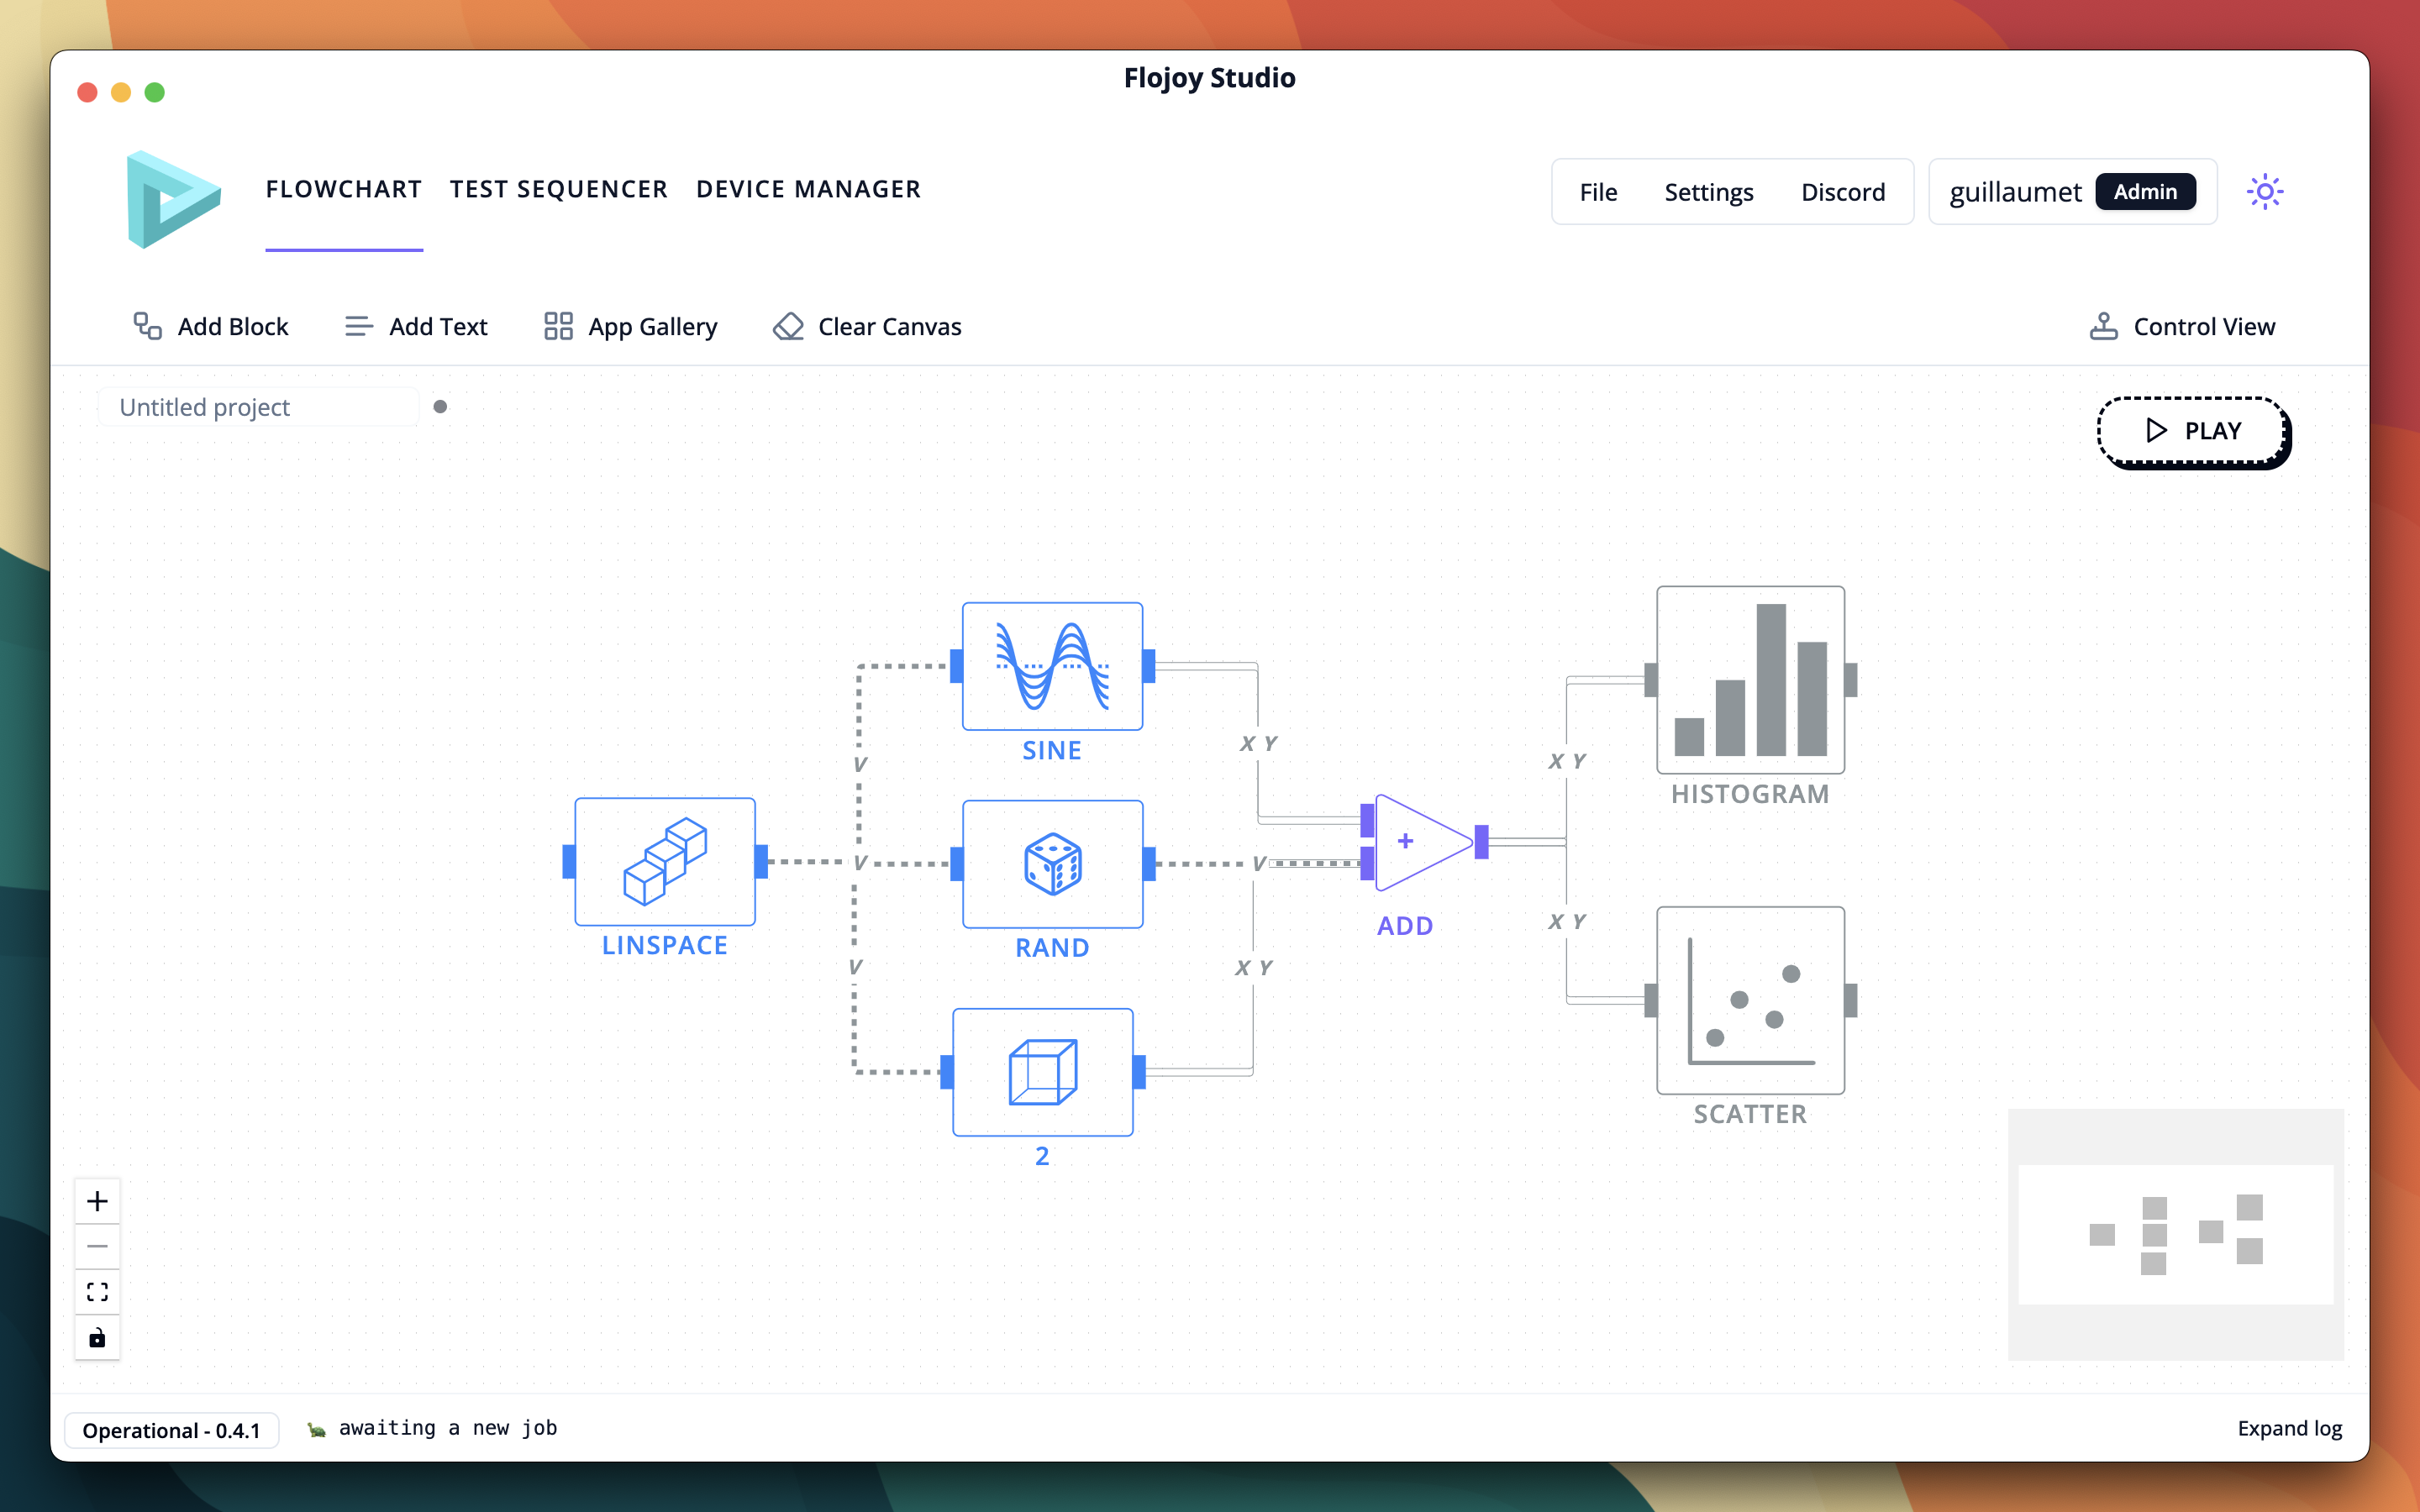 Flojoy Studio
FLOWCHART TEST SEQUENCER DEVICE MANAGER
File Settings Discord
guillaumet Admin
Add Block Add Text App Gallery Clear Canvas Control View
Untitled project
PLAY
SINE
X Y
X Y
V
HISTOGRAM
V
V
+
LINSPACE
RAND
ADD
X Y
V
X Y
SCATTER
2
Operational - 0.4.1
awaiting a new job
Expand log